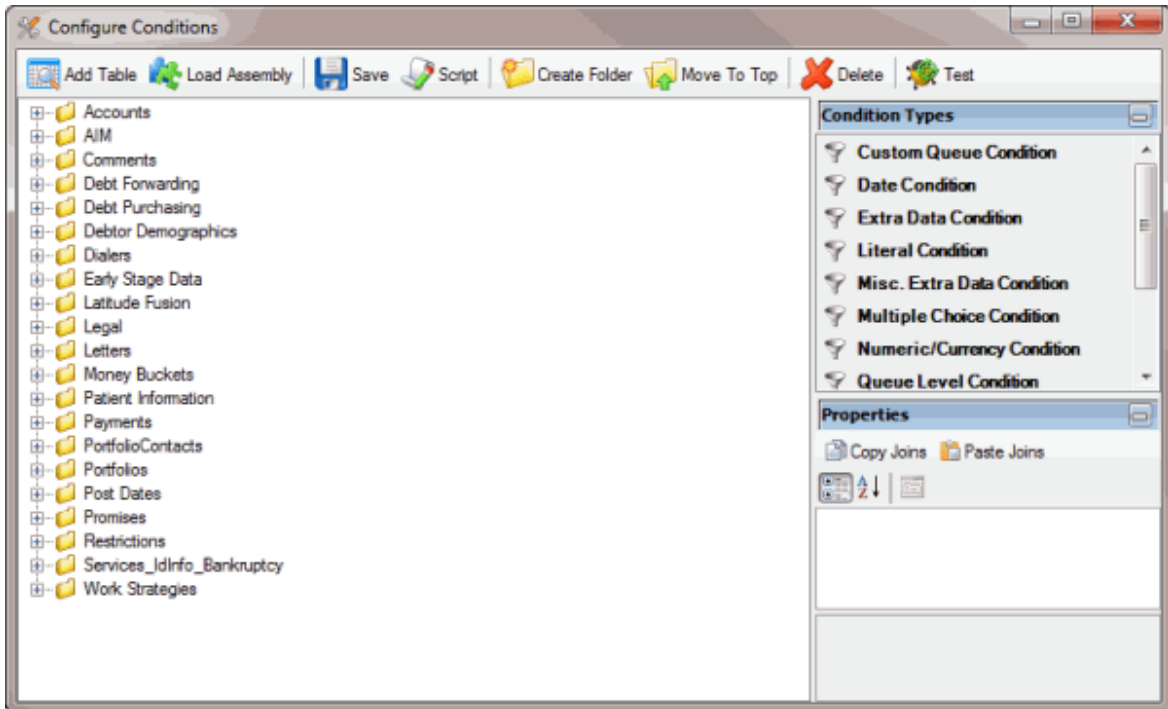 Configure Conditions
Add Table Load Assembly Save Script Create Folder Move To Top Delete Test
Accounts
AIM
Comments
Debt Forwarding
Debt Purchasing
Debtor Demographics
Dialers
Early Stage Data
Latitude Fusion
Legal
Letters
Money Buckets
Patient Information
Payments
PortfolioContacts
Portfolios
Post Dates
Promises
Restrictions
Services_IdInfo_Bankruptcy
Work Strategies
Condition Types
Custom Queue Condition
Date Condition
Extra Data Condition
Literal Condition
Misc. Extra Data Condition
Multiple Choice Condition
Numeric/Currency Condition
Queue Level Condition
Properties
Copy Joins Paste Joins